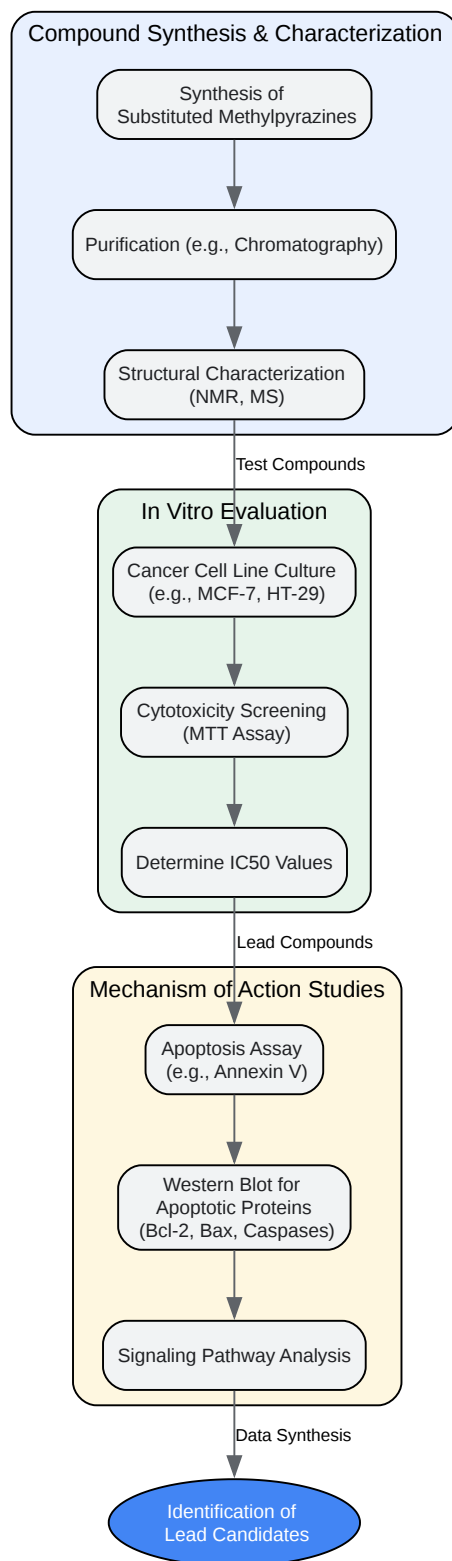 Compound Synthesis & Characterization
Synthesis of
Substituted Methylpyrazines
Purification (e.g., Chromatography)
Structural Characterization
(NMR, MS)
Test Compounds
In Vitro Evaluation
Cancer Cell Line Culture
(e.g., MCF-7, HT-29)
Cytotoxicity Screening
(MTT Assay)
Determine IC50 Values
Lead Compounds
Mechanism of Action Studies
Apoptosis Assay
(e.g., Annexin V)
Western Blot for
Apoptotic Proteins
(Bcl-2, Bax, Caspases)
Signaling Pathway Analysis
Data Synthesis
Identification of
Lead Candidates